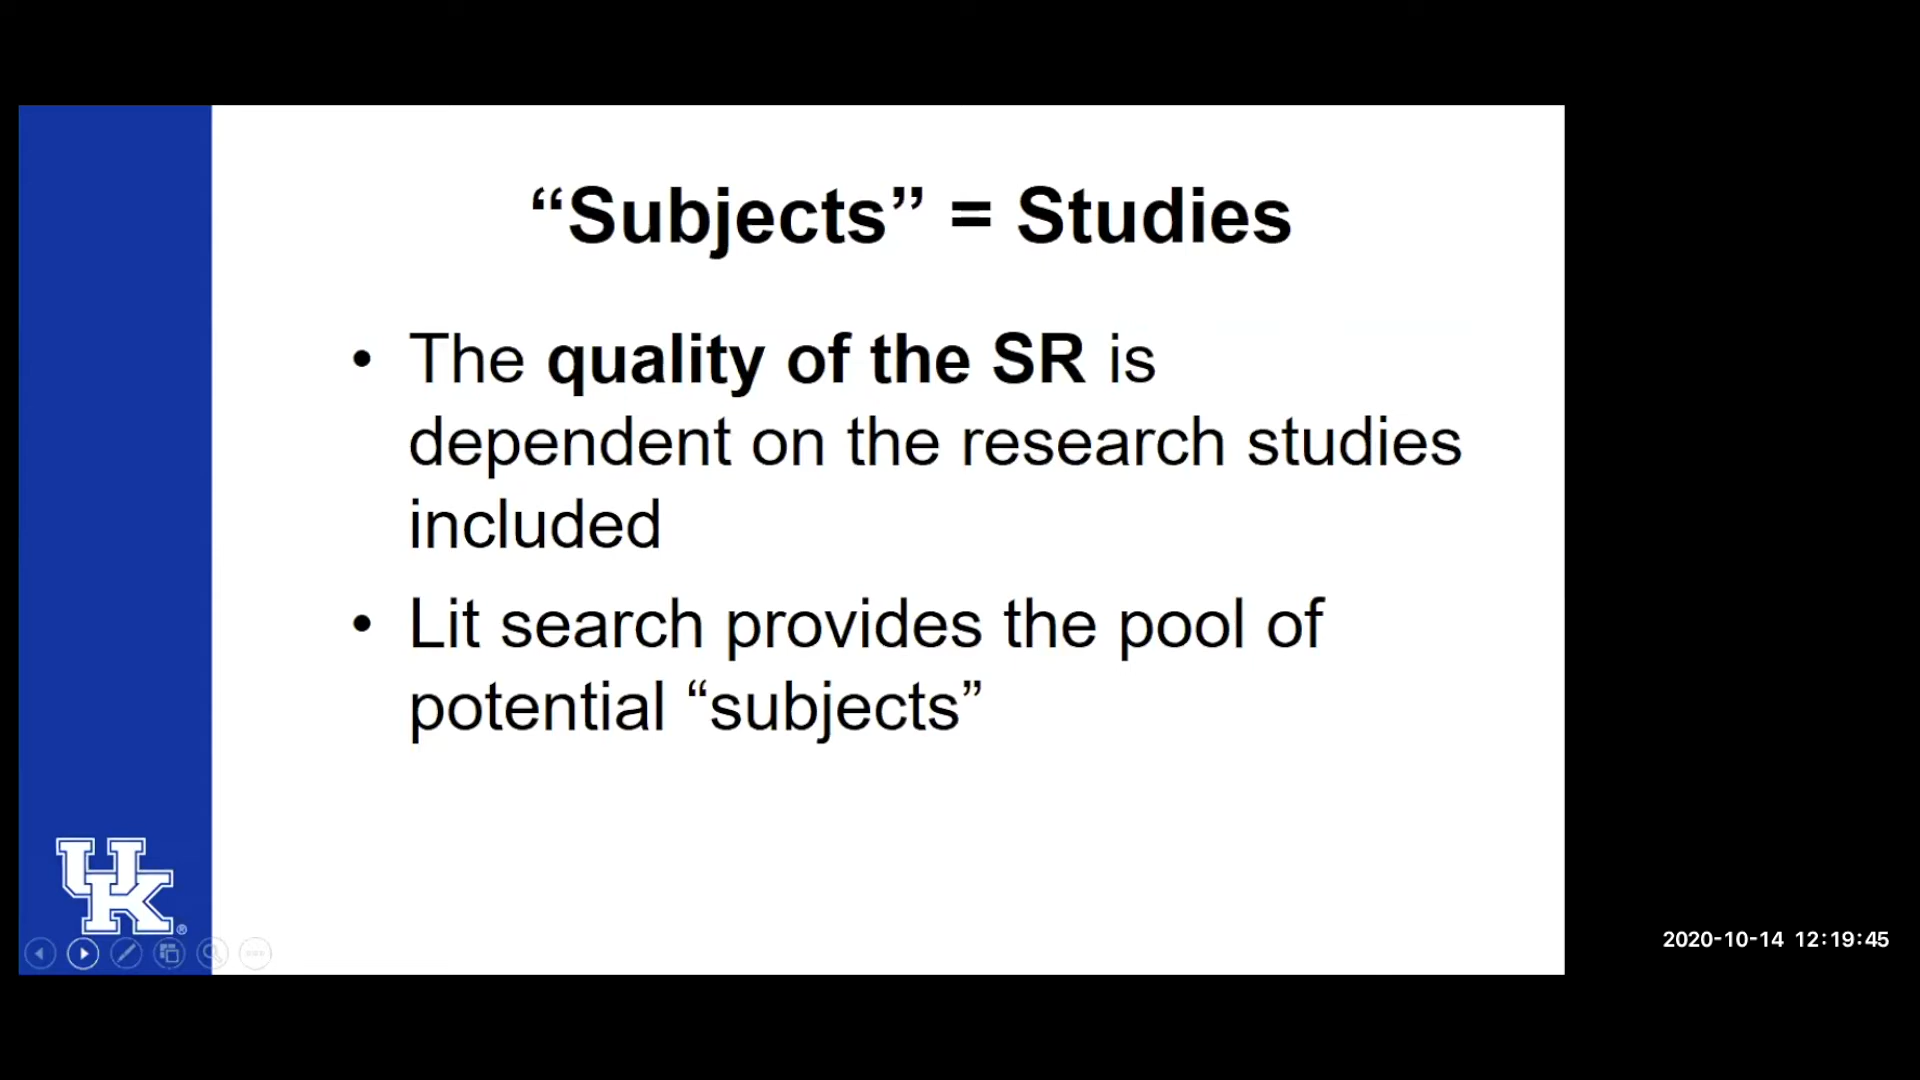 “Subjects” = Studies
• The quality of the SR is
dependent on the research studies
included
• Lit search provides the pool of
potential “subjects”
UK®
2020-10-14 12:19:45